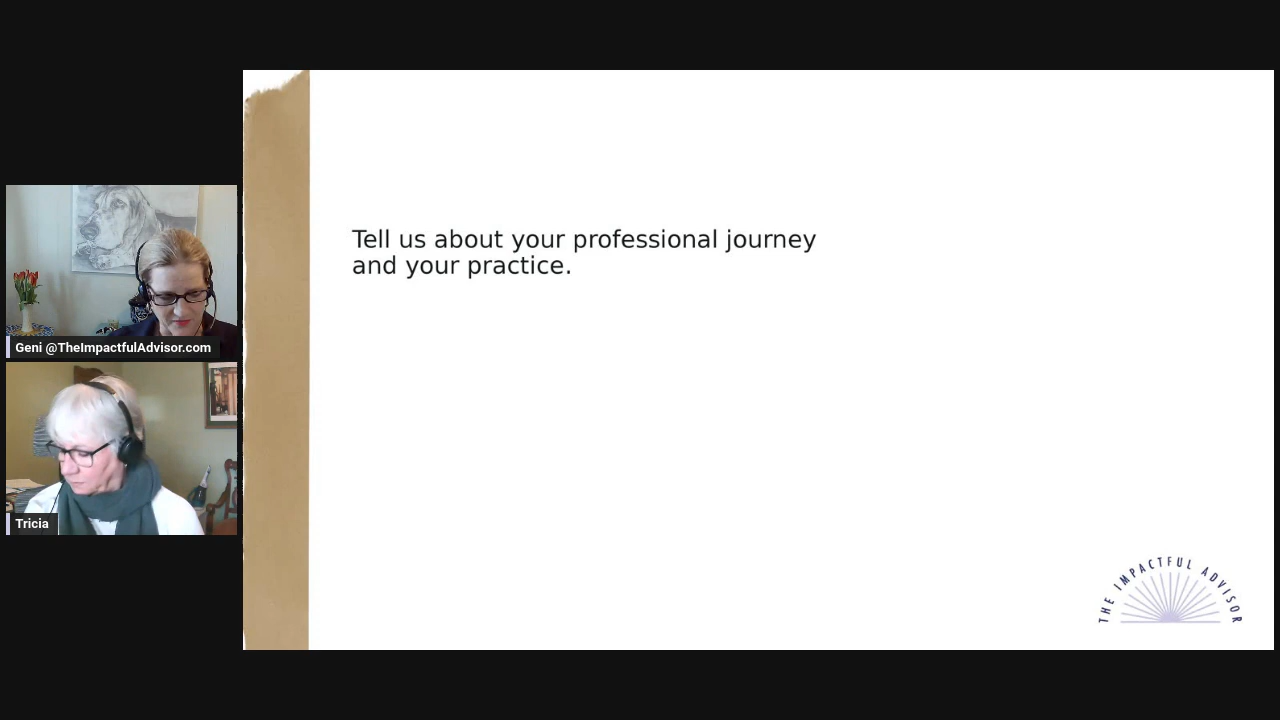 Tell us about your professional journey
and your practice.
Geni @TheImpactfulAdvisor.com
Tricia
THE IMPACTFUL ADVISOR